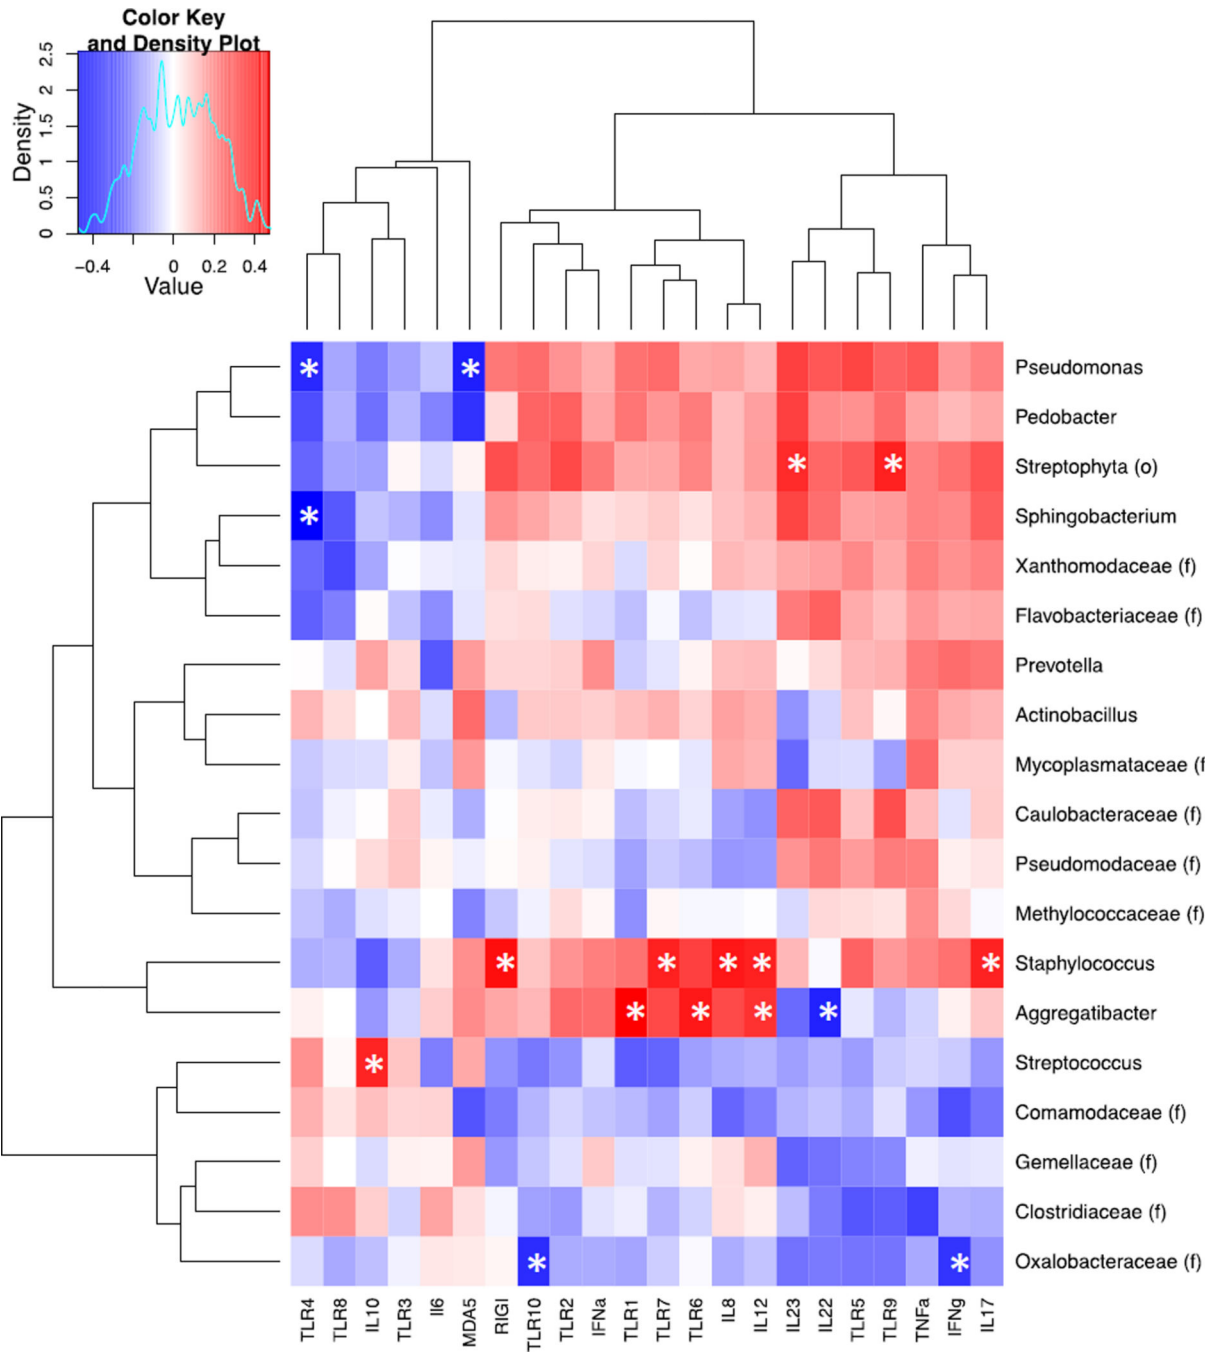 Color Key
and Density Plot
Density
0
0.5
1
1.5
2
2.5
−0.4
0
0.2
0.4
Value
*
*
Pseudomonas
Pedobacter
*
*
Streptophyta (o)
*
Sphingobacterium
Xanthomodaceae (f)
Flavobacteriaceae (f)
Prevotella
Actinobacillus
Mycoplasmataceae (f
Caulobacteraceae (f)
Pseudomodaceae (f)
Methylococcaceae (f)
*
*
*
*
*
Staphylococcus
*
*
*
*
Aggregatibacter
*
Streptococcus
Comamodaceae (f)
Gemellaceae (f)
Clostridiaceae (f)
*
*
Oxalobacteraceae (f)
TLR4
TLR8
IL10
TLR3
Il6
MDA5
RIGI
TLR10
TLR2
IFNa
TLR1
TLR7
TLR6
IL8
IL12
IL23
IL22
TLR5
TLR9
TNFa
IFNg
IL17